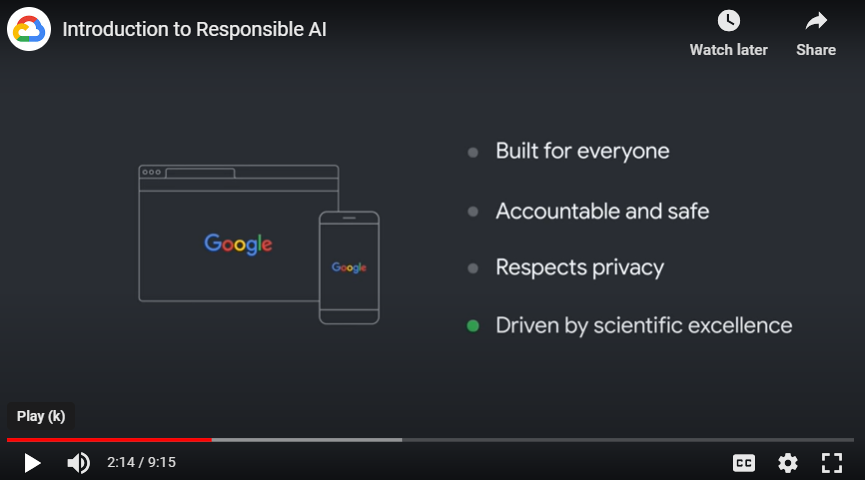 Introduction to Responsible AI
Watch later
Share
Built for everyone
Accountable and safe
Google
Google
Respects privacy
Driven by scientific excellence
Play (k)
2:14 / 9:15
CC